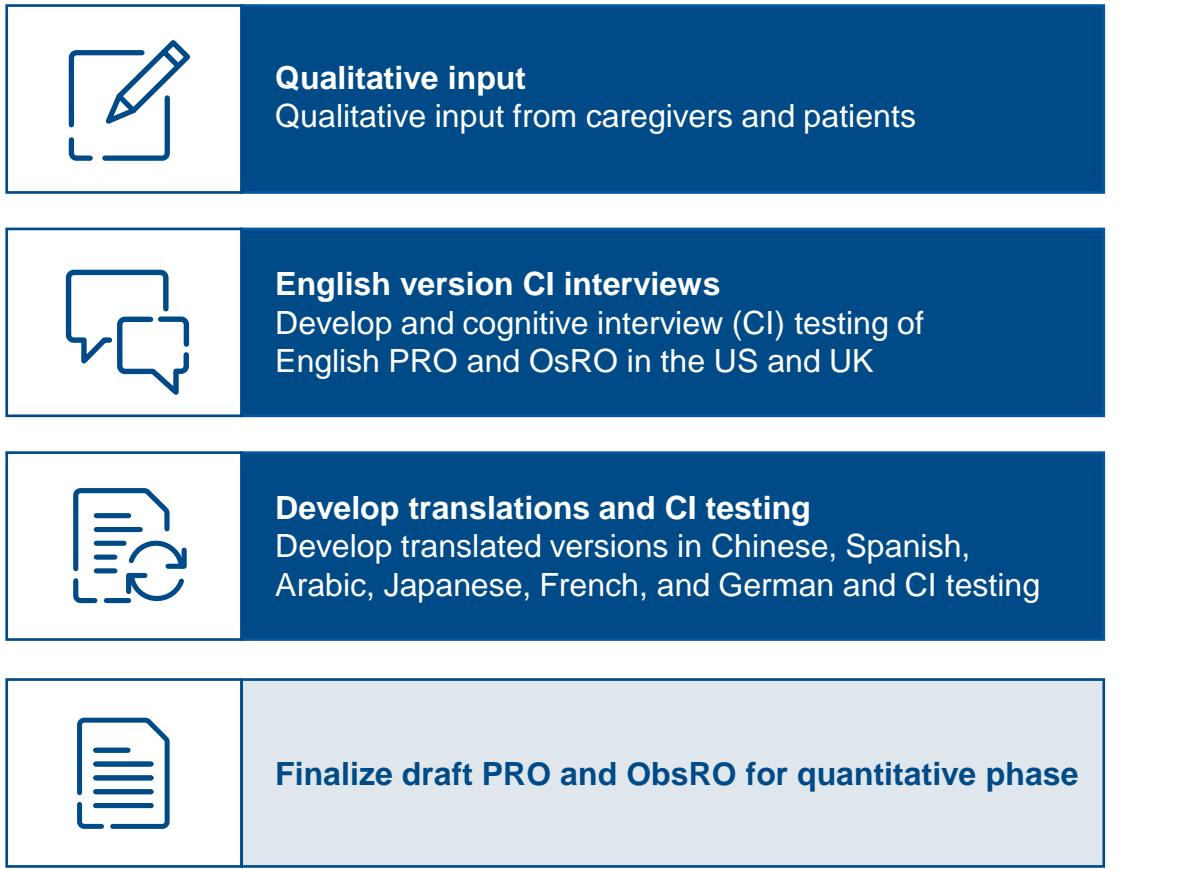 Qualitative input
Qualitative input from caregivers and patients
English version CI interviews
Develop and cognitive interview (CI) testing of
English PRO and OsRO in the US and UK
Develop translations and CI testing
Develop translated versions in Chinese, Spanish,
Arabic, Japanese, French, and German and CI testing
Finalize draft PRO and ObsRO for quantitative phase